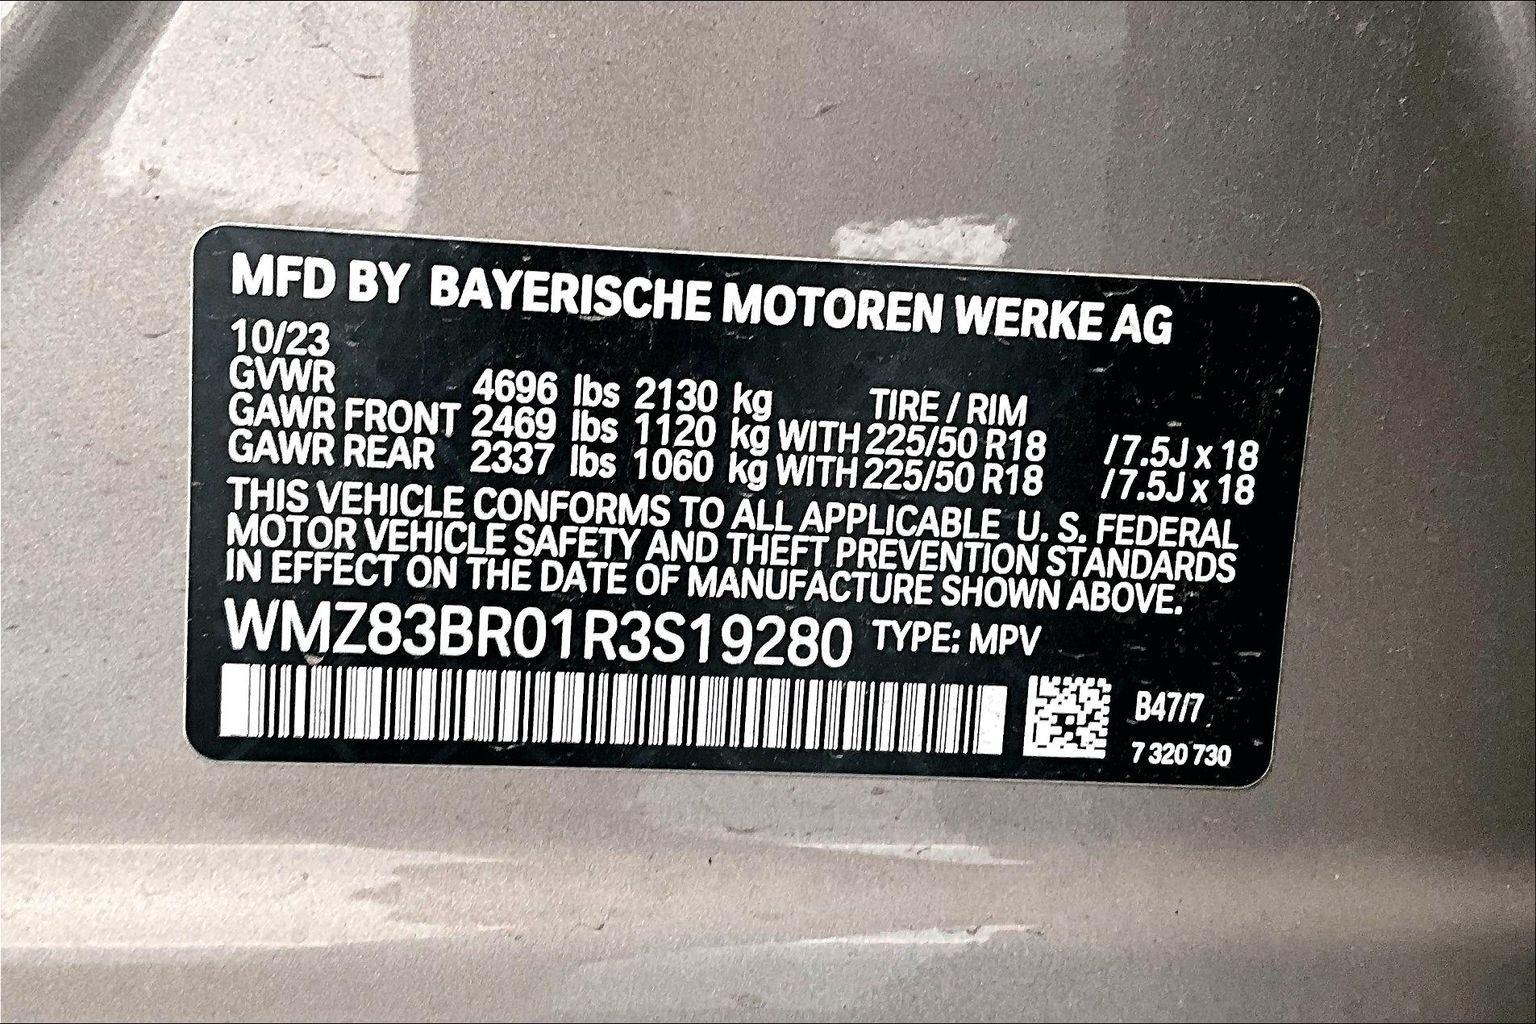 MFD BY BAYERISCHE MOTOREN WERKE AG
10/23
GVWR 4696 lbs 2130 kg TIRE / RIM
GAWR FRONT 2469 lbs 1120 kg WITH 225/50 R18 /7.5J x 18
GAWR REAR 2337 lbs 1060 kg WITH 225/50 R18 /7.5J x 18
THIS VEHICLE CONFORMS TO ALL APPLICABLE U. S. FEDERAL
MOTOR VEHICLE SAFETY AND THEFT PREVENTION STANDARDS
IN EFFECT ON THE DATE OF MANUFACTURE SHOWN ABOVE.
WMZ83BR01R3S19280 TYPE: MPV
B47/7
7 320 730